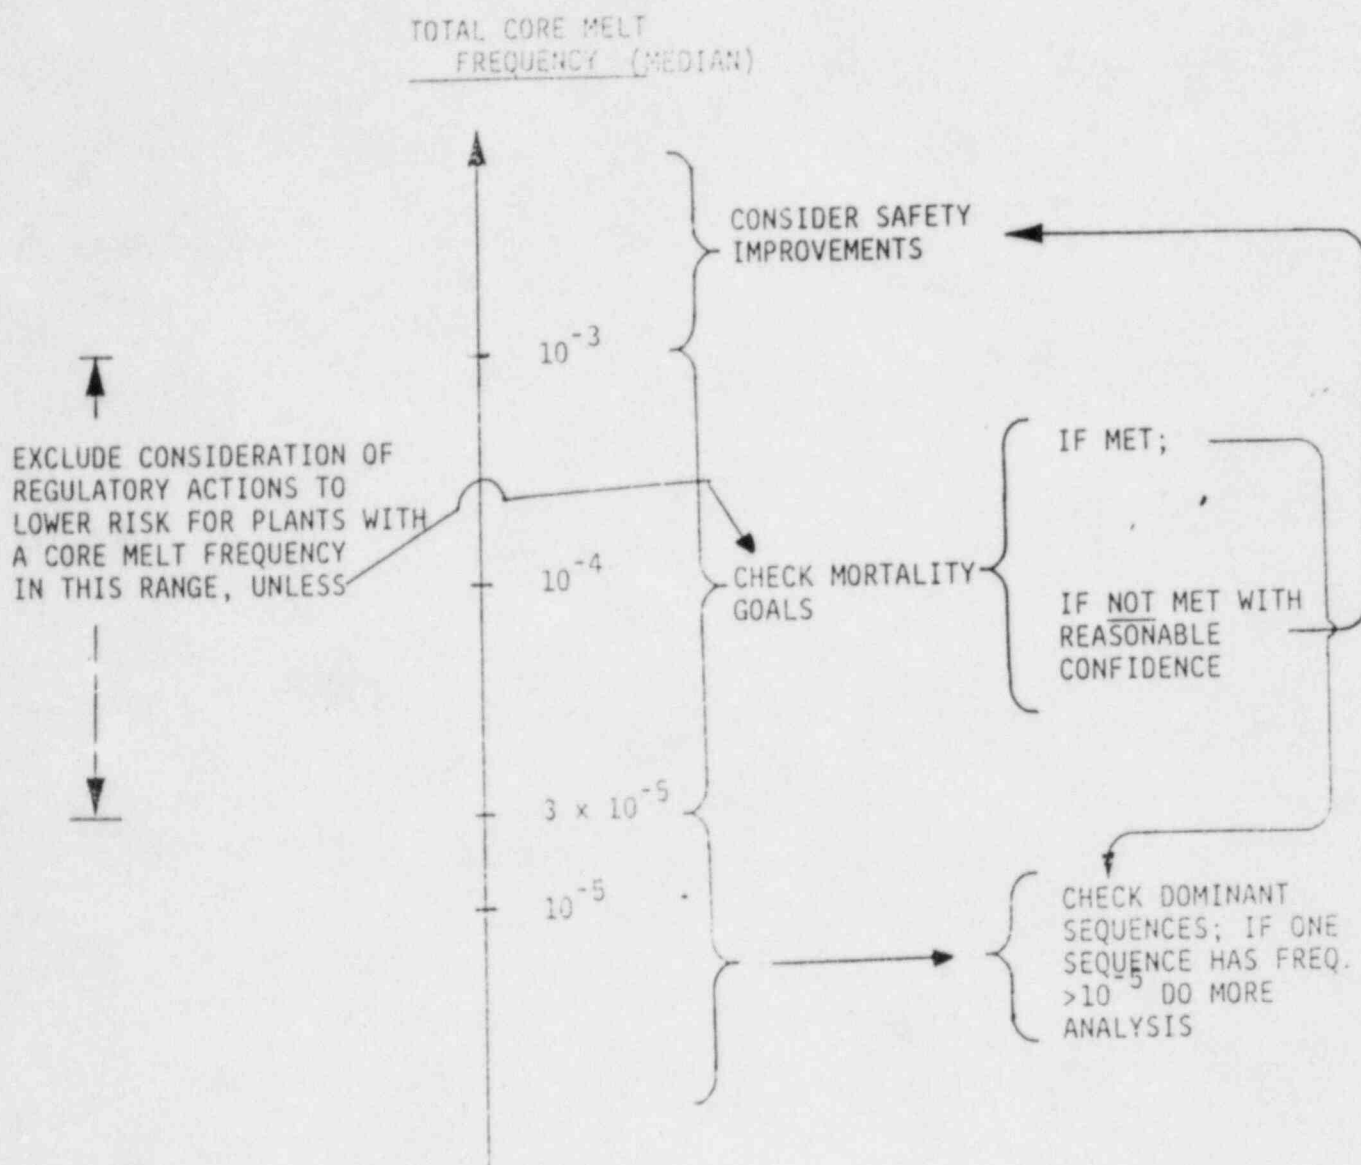 TOTAL CORE MELT
FREQUENCY (MEDIAN)
CONSIDER SAFETY
IMPROVEMENTS
10⁻³
EXCLUDE CONSIDERATION OF
REGULATORY ACTIONS TO
LOWER RISK FOR PLANTS WITH
A CORE MELT FREQUENCY
IN THIS RANGE, UNLESS
10⁻⁴
CHECK MORTALITY
GOALS
IF MET;
IF NOT MET WITH
REASONABLE
CONFIDENCE
3 x 10⁻⁵
10⁻⁵
CHECK DOMINANT
SEQUENCES; IF ONE
SEQUENCE HAS FREQ.
>10⁻⁵ DO MORE
ANALYSIS